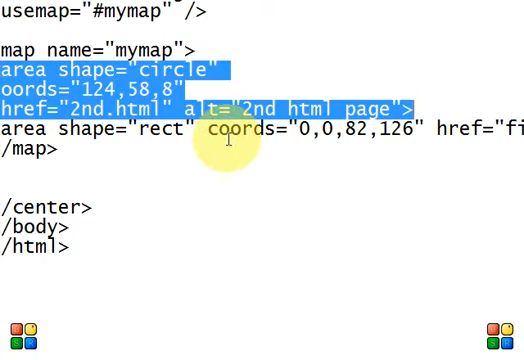 usemap="#mymap" />
map name="mymap">
area shape="circle"
oords="124,58,8"
href="2nd.html" alt="2nd html page">
area shape="rect" coords="0,0,82,126" href="fi
/map>
/center>
/body>
/html>